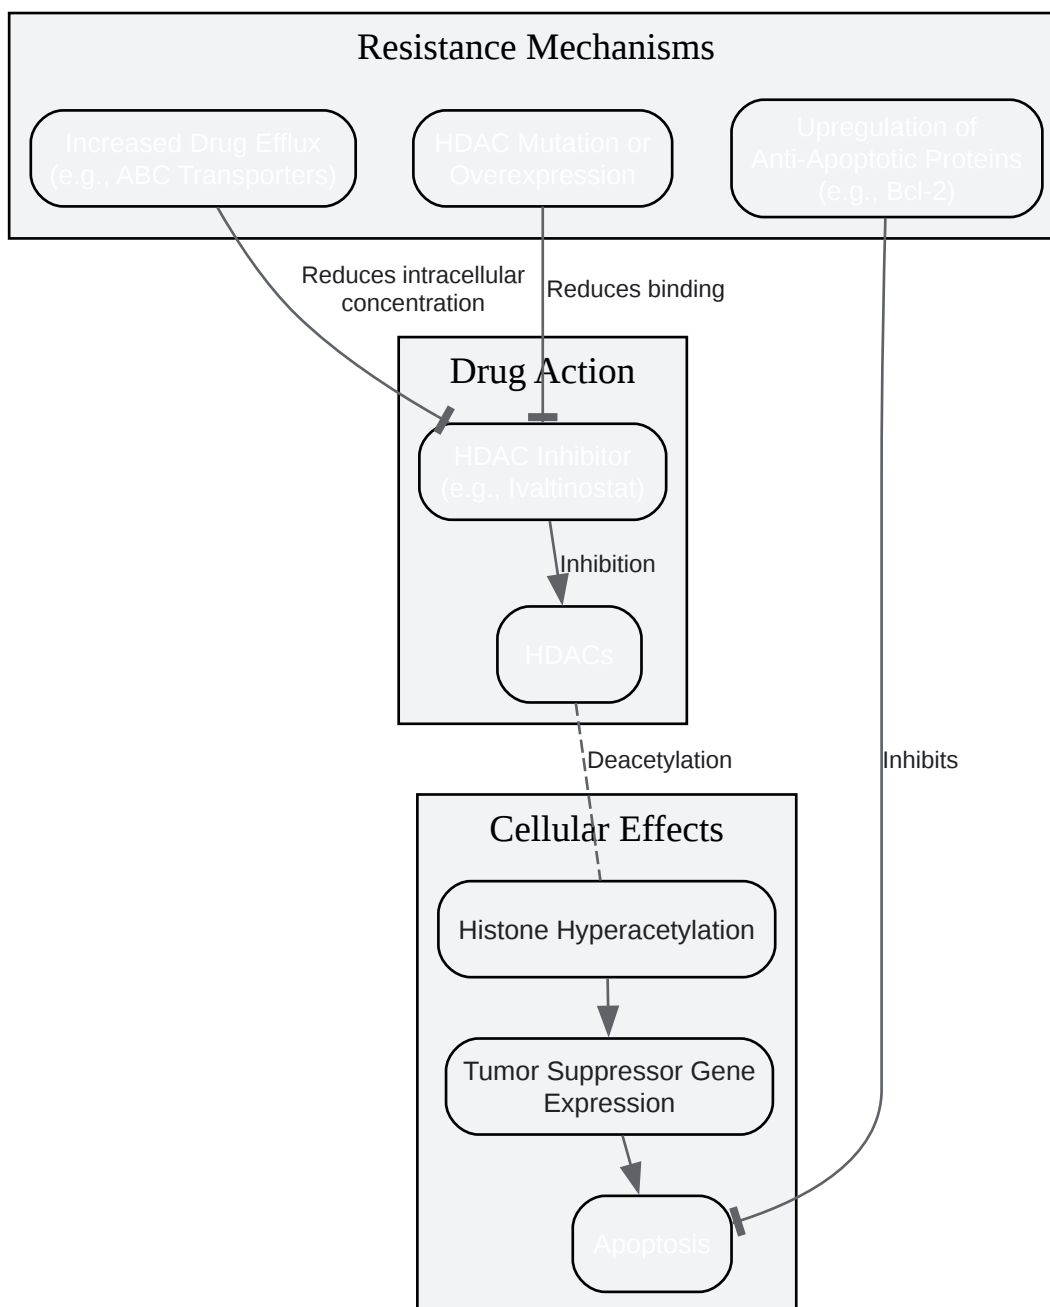 Resistance Mechanisms
Increased Drug Efflux
(e.g., ABC Transporters)
HDAC Mutation or
Overexpression
Upregulation of
Anti-Apoptotic Proteins
(e.g., Bcl-2)
Reduces intracellular
concentration
Reduces binding
Drug Action
HDAC Inhibitor
(e.g., Ivaltinostat)
Inhibition
HDACs
Deacetylation
Inhibits
Cellular Effects
Histone Hyperacetylation
Tumor Suppressor Gene
Expression
Apoptosis